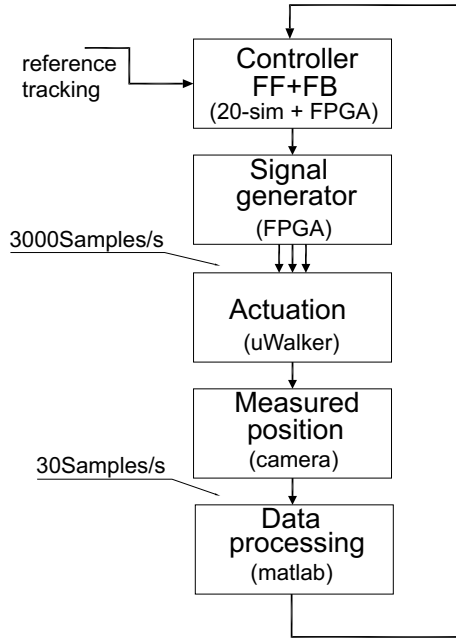 reference
tracking
Controller
FF+FB
(20-sim + FPGA)
Signal
generator
(FPGA)
3000Samples/s
Actuation
(uWalker)
Measured
position
(camera)
30Samples/s
Data
processing
(matlab)